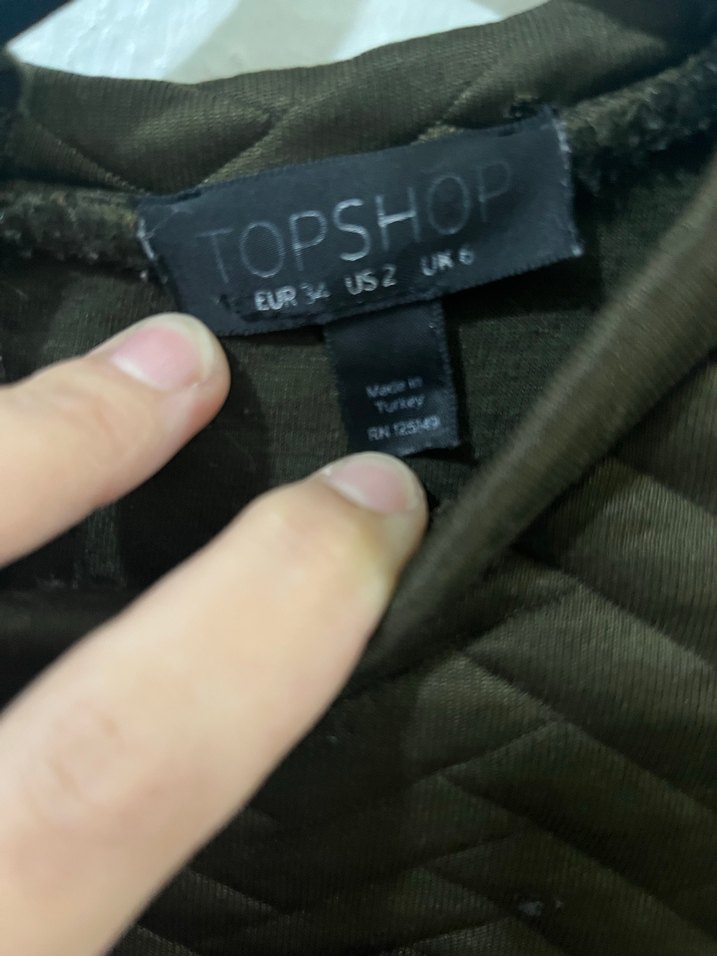 TOPSHOP
EUR 34 US 2 UK 6
Made in
Turkey
RN 125149